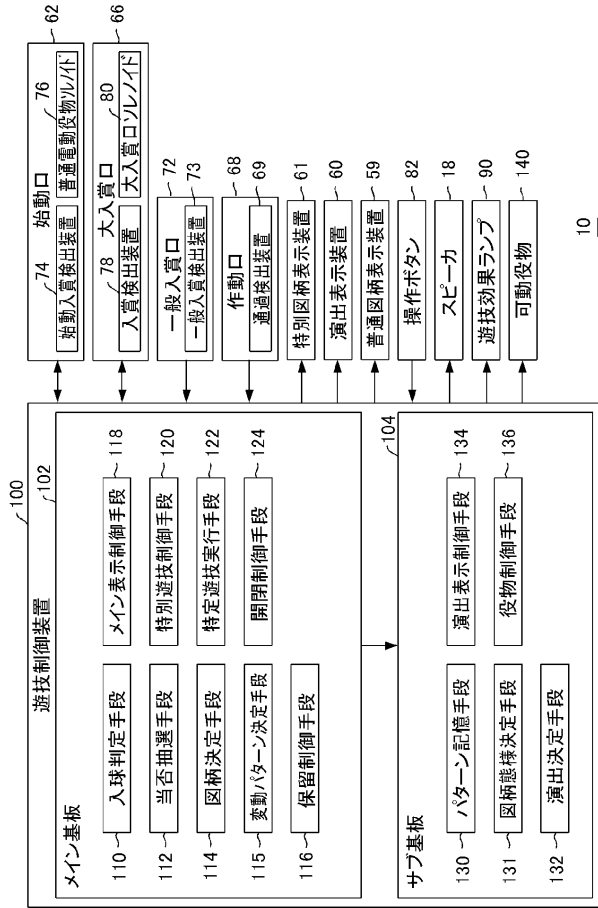 100
遊技制御装置
102
メイン基板
110
入球判定手段
112
当否抽選手段
114
図柄決定手段
115
変動パターン決定手段
116
保留制御手段
メイン表示制御手段
118
特別遊技制御手段
120
特定遊技実行手段
122
開閉制御手段
124
104
サブ基板
130
パターン記憶手段
131
図柄態様決定手段
132
演出決定手段
演出表示制御手段
134
役物制御手段
136
始動口
62
74
始動入賞検出装置
76
普通電動役物ソレノイド
大入賞口
66
78
入賞検出装置
80
大入賞口ソレノイド
一般入賞口
72
一般入賞検出装置
73
作動口
68
通過検出装置
69
特別図柄表示装置
61
演出表示装置
60
普通図柄表示装置
59
操作ボタン
82
スピーカ
18
遊技効果ランプ
90
可動役物
140
10